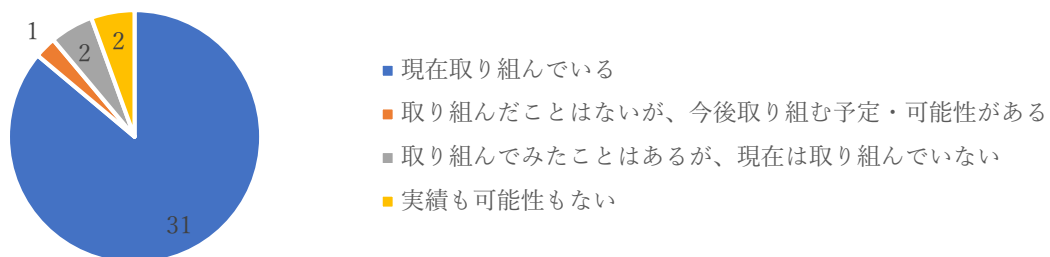 1
2
2
31
現在取り組んでいる
取り組んだことはないが、今後取り組む予定・可能性がある
取り組んでみたことはあるが、現在は取り組んでいない
実績も可能性もない